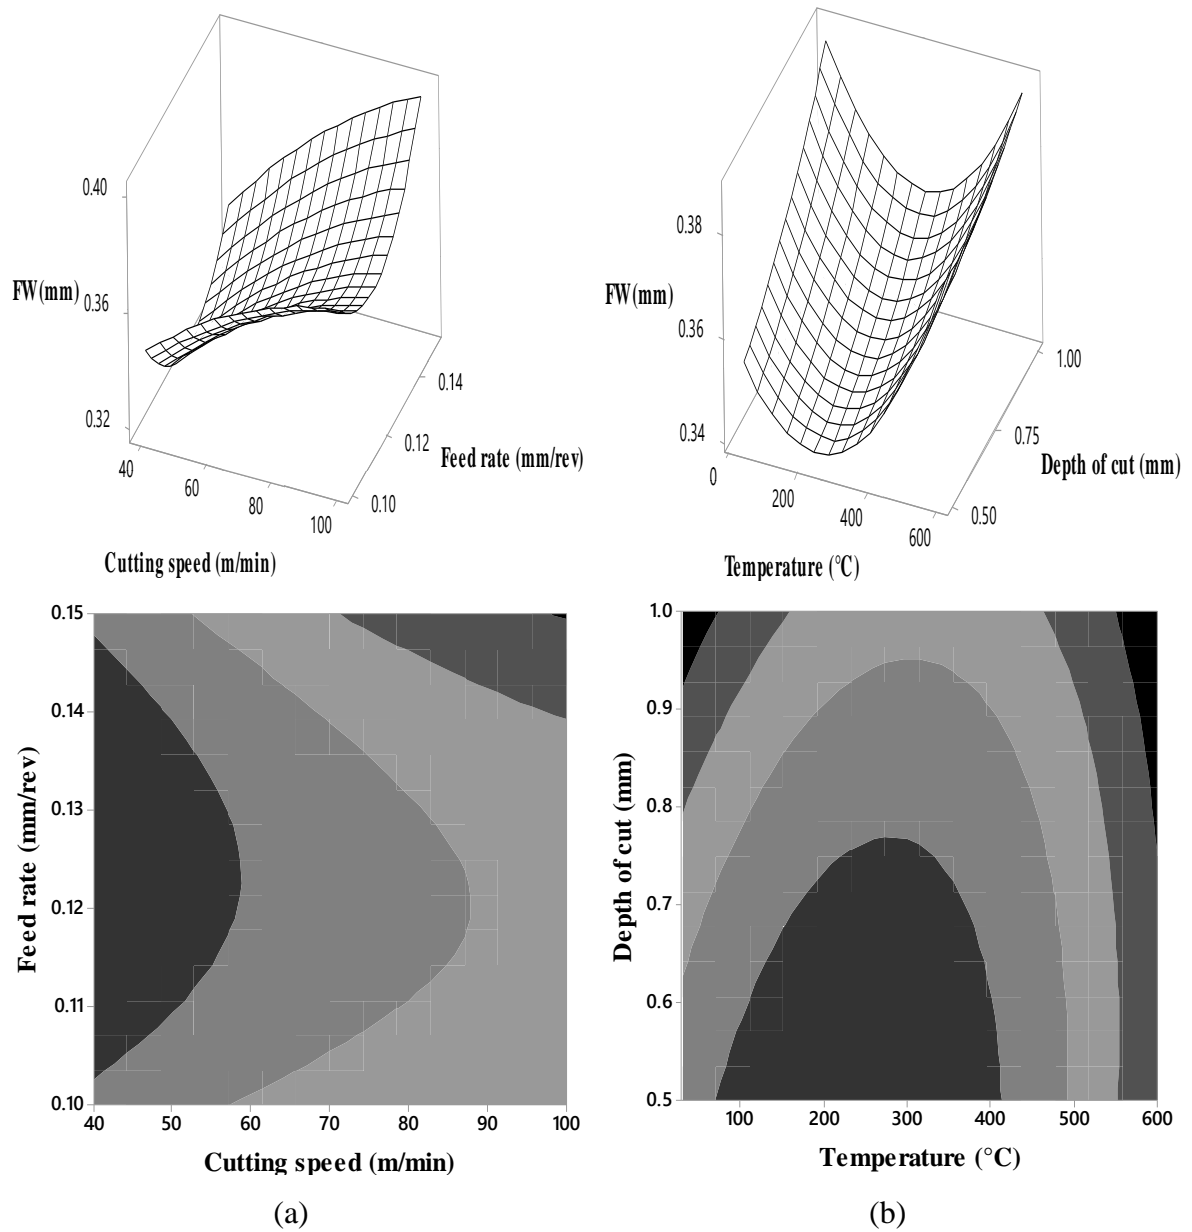 0.40
FW(mm)
0.36
0.32
40
60
80
100
0.10
0.12
0.14
Feed rate (mm/rev)
Cutting speed (m/min)
0.38
FW(mm)
0.36
0.34
0
200
400
600
0.50
0.75
1.00
Depth of cut (mm)
Temperature (°C)
0.15
0.14
0.13
0.12
0.11
0.10
Feed rate (mm/rev)
40 50 60 70 80 90 100
Cutting speed (m/min)
(a)
1.0
0.9
0.8
0.7
0.6
0.5
Depth of cut (mm)
100 200 300 400 500 600
Temperature (°C)
(b)